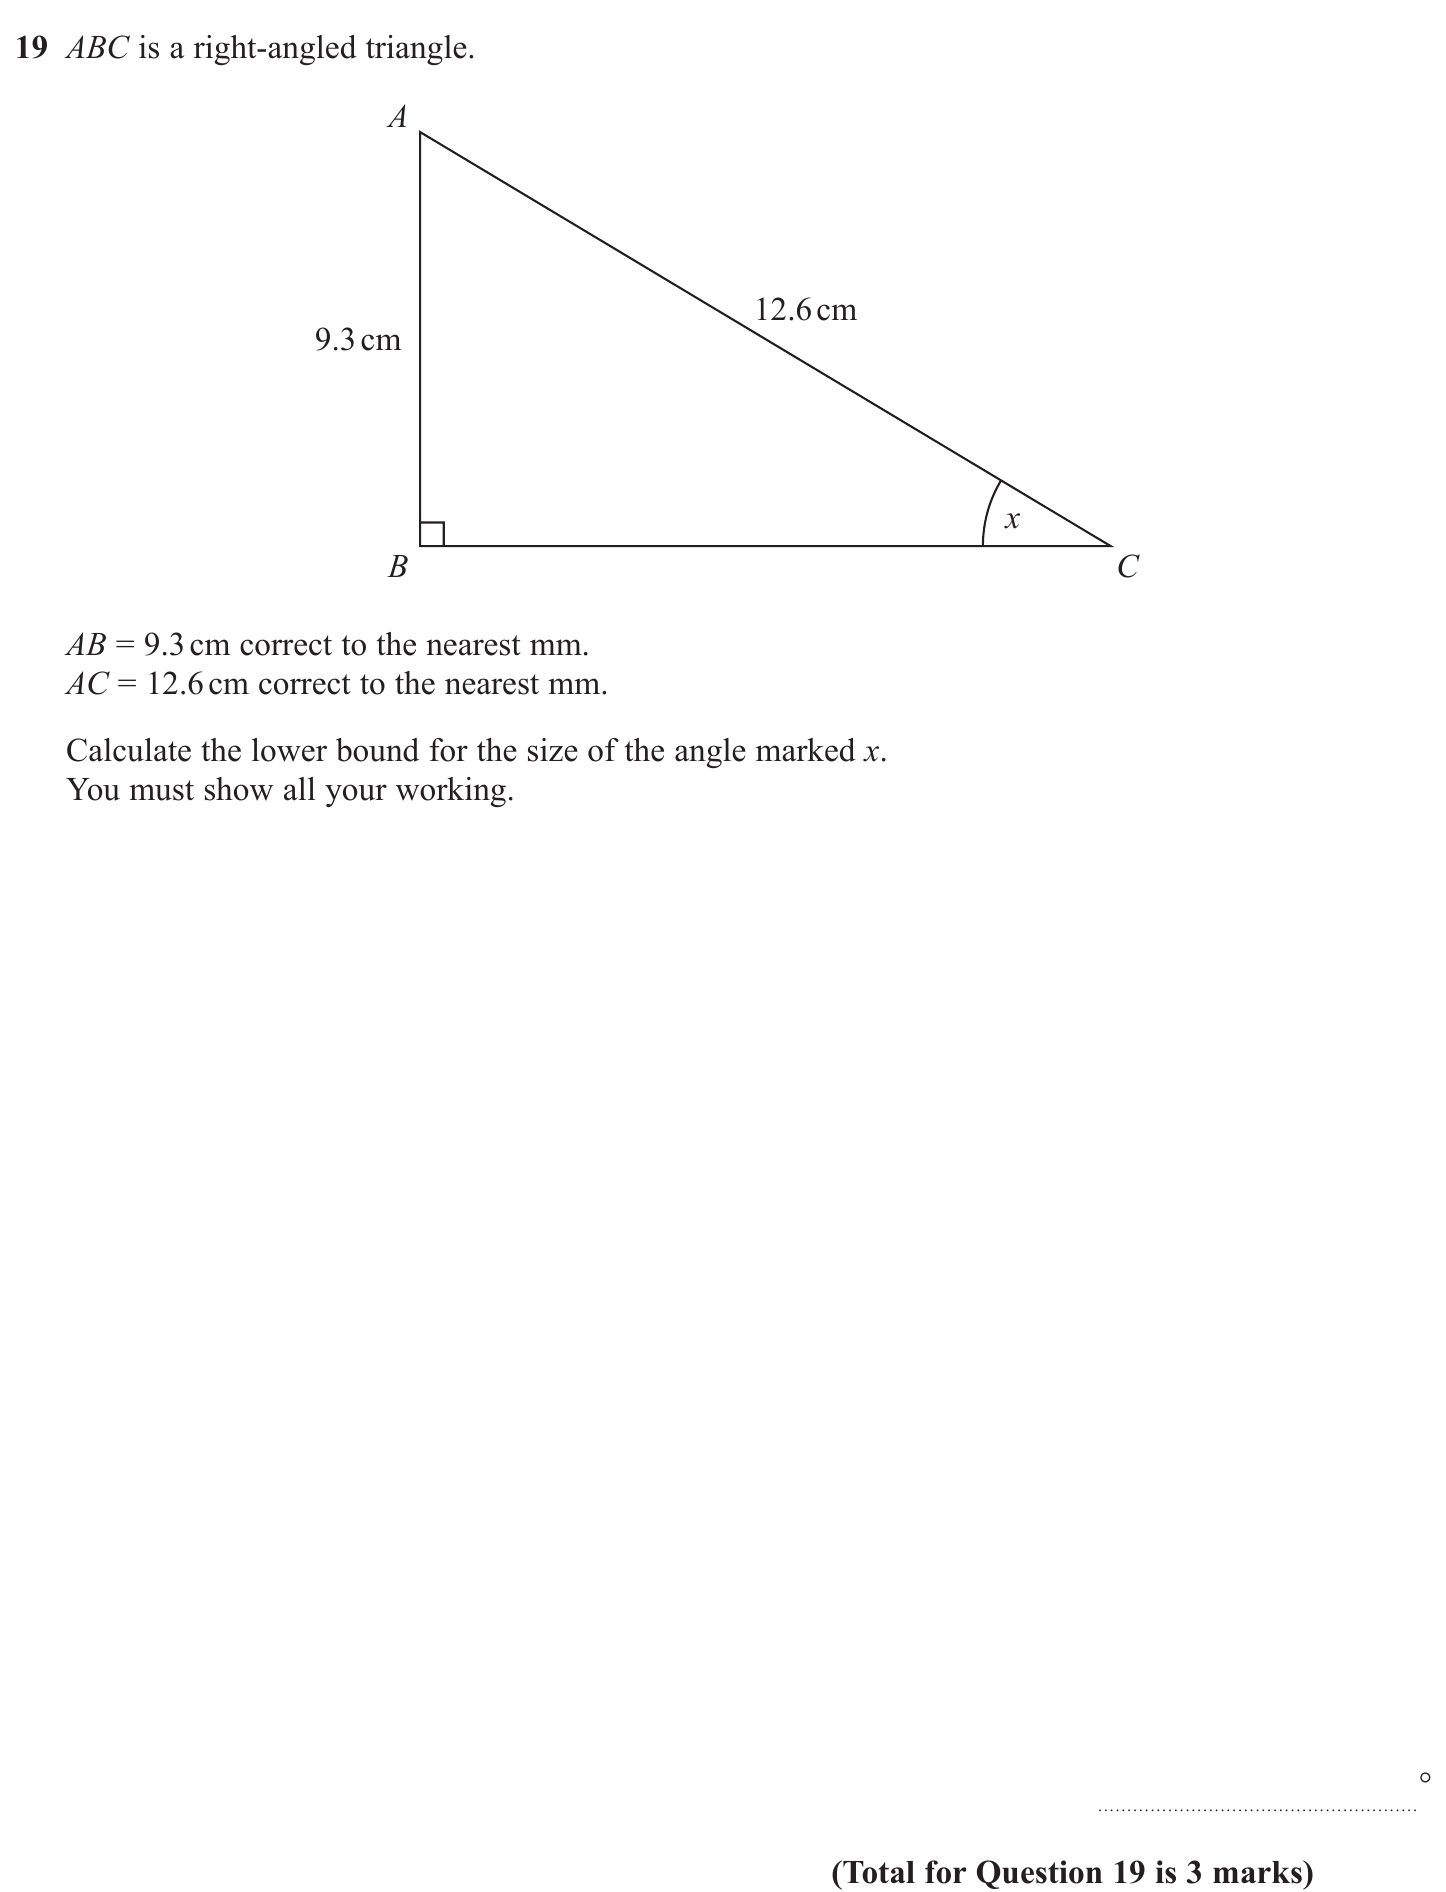 19 ABC is a right-angled triangle.
A
12.6 cm
9.3 cm
x
B
C
AB = 9.3 cm correct to the nearest mm.
AC = 12.6 cm correct to the nearest mm.
Calculate the lower bound for the size of the angle marked x.
You must show all your working.
°
(Total for Question 19 is 3 marks)